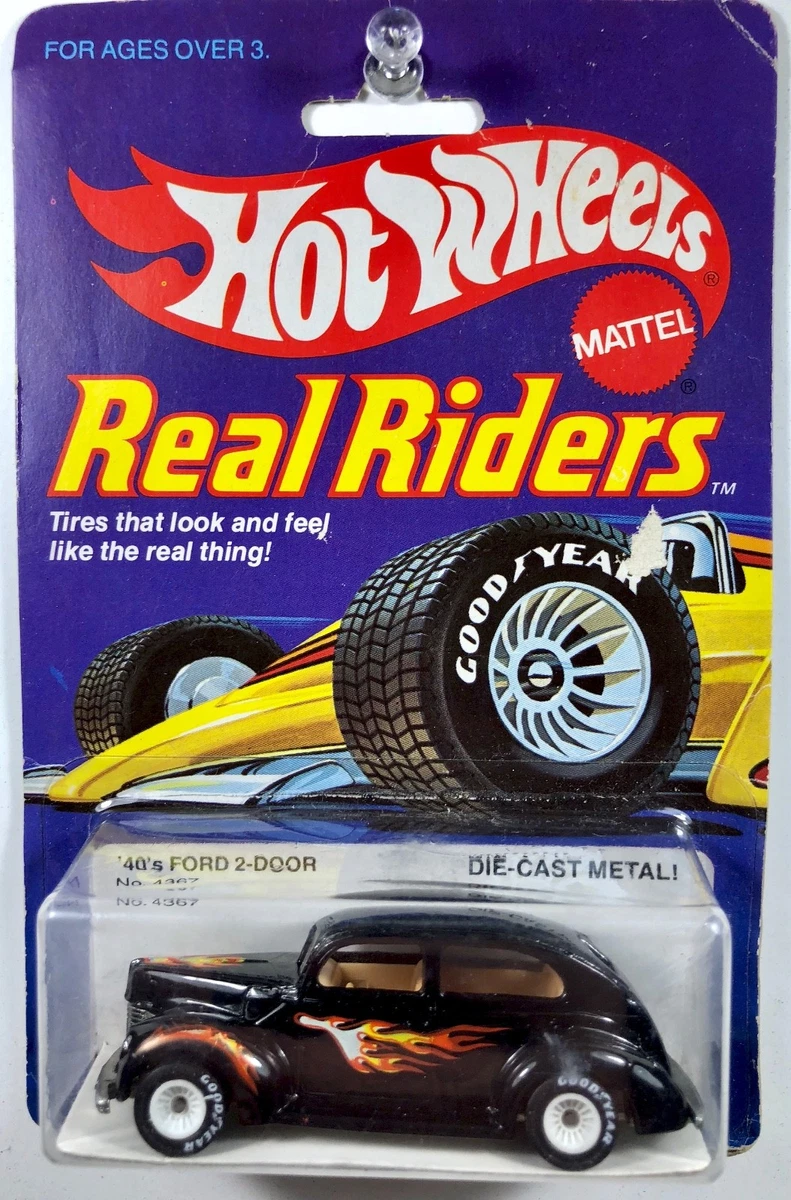 FOR AGES OVER 3.
HOT WHEELS ®
MATTEL ®
Real Riders ™
Tires that look and feel
like the real thing!
GOODYEAR
'40's FORD 2-DOOR
DIE-CAST METAL!
No. 4367
No. 4367
GOODYEAR
GOODYEAR